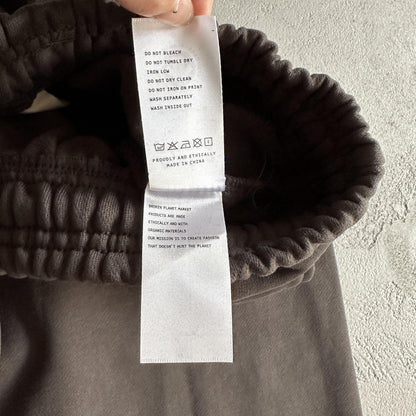 DO NOT BLEACH
DO NOT TUMBLE DRY
IRON LOW
DO NOT DRY CLEAN
DO NOT IRON ON PRINT
WASH SEPARATELY
WASH INSIDE OUT
PROUDLY AND ETHICALLY
MADE IN CHINA
BROKEN PLANET MARKET
PRODUCTS ARE MADE
ETHICALLY AND WITH
ORGANIC MATERIALS
OUR MISSION IS TO CREATE FASHION
THAT DOESN'T HURT THE PLANET